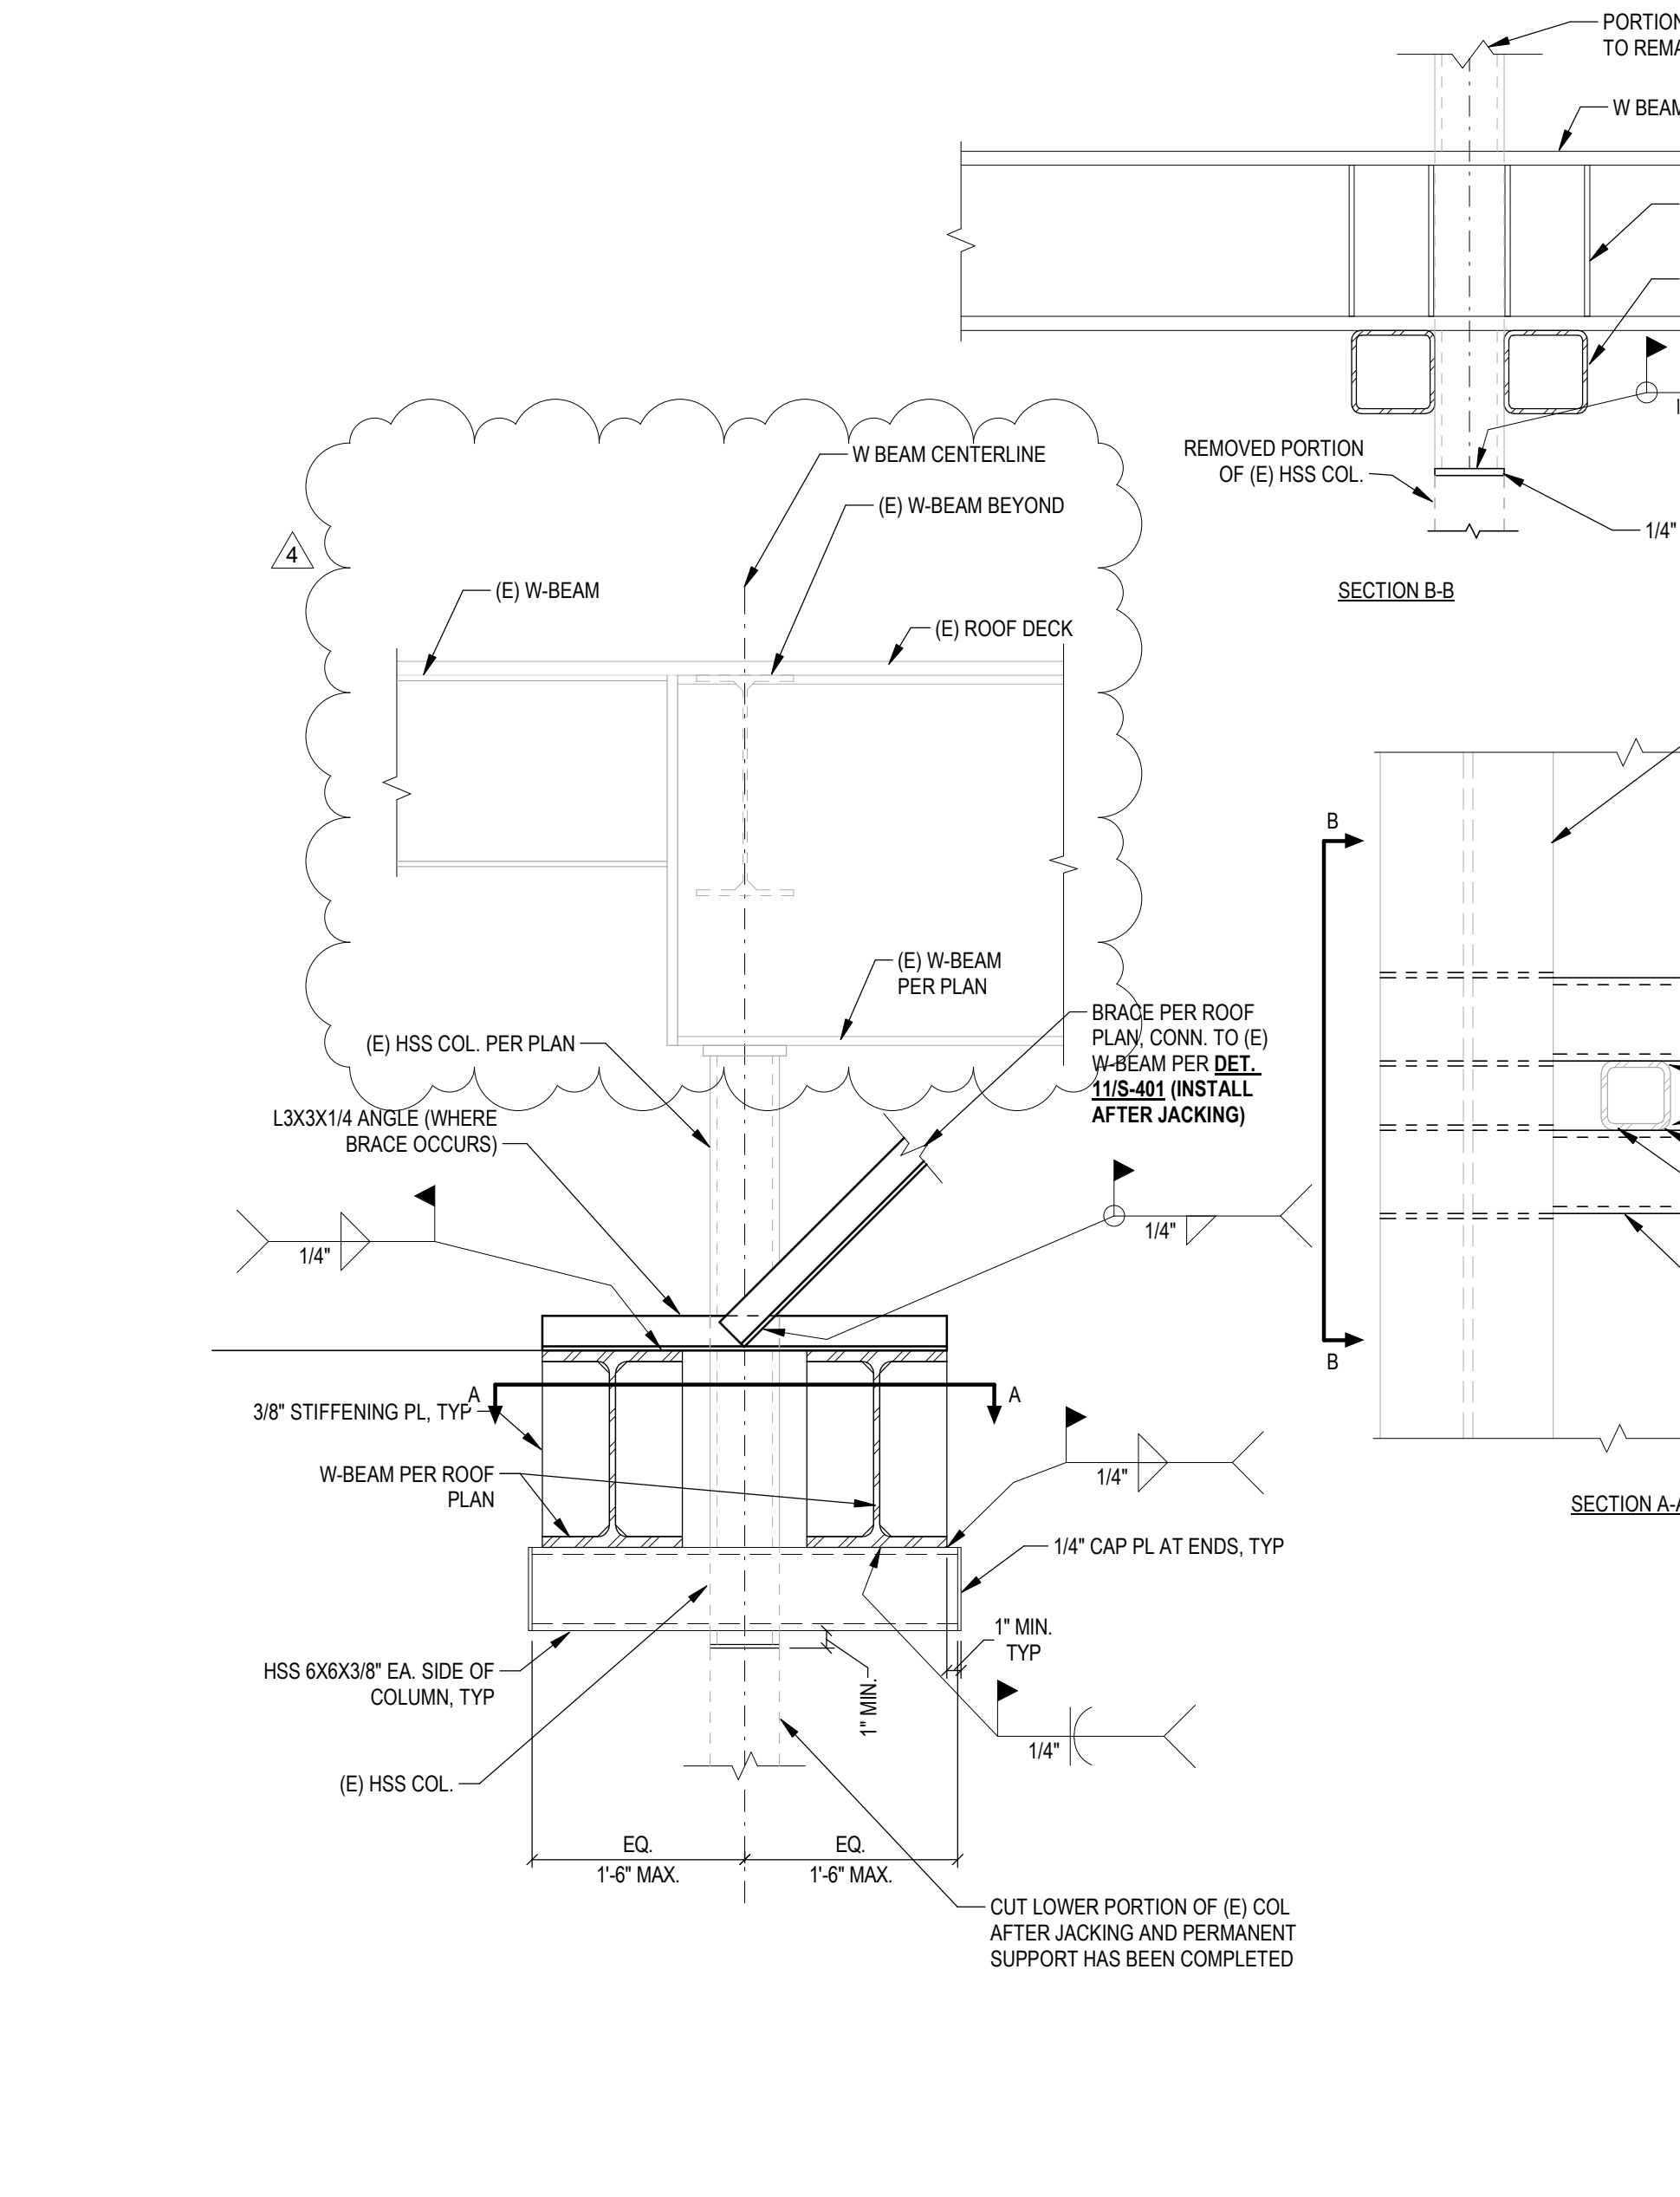 PORTION
W BEAM
REMOVED PORTION
OF (E) HSS COL.
1/4"
SECTION B-B
W BEAM CENTERLINE
(E) W-BEAM BEYOND
4
(E) W-BEAM
(E) ROOF DECK
(E) W-BEAM
PER PLAN
(E) HSS COL. PER PLAN
BRACE PER ROOF
PLAN, CONN. TO (E)
W-BEAM PER DET.
11/S-401 (INSTALL
AFTER JACKING)
L3X3X1/4 ANGLE (WHERE
BRACE OCCURS)
1/4"
1/4"
B
B
A
A
3/8" STIFFENING PL, TYP
W-BEAM PER ROOF
PLAN
1/4"
SECTION A-A
1/4" CAP PL AT ENDS, TYP
1" MIN.
TYP
HSS 6X6X3/8" EA. SIDE OF
COLUMN, TYP
1" MIN.
1/4"
(E) HSS COL.
EQ.
EQ.
1'-6" MAX.
1'-6" MAX.
CUT LOWER PORTION OF (E) COL
AFTER JACKING AND PERMANENT
SUPPORT HAS BEEN COMPLETED